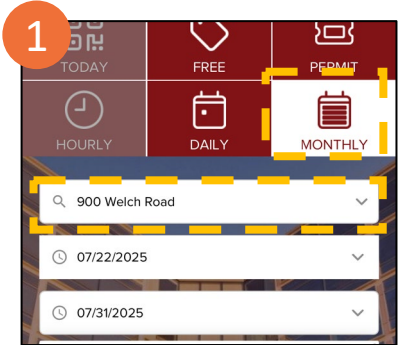 1
TODAY
FREE
PERMIT
HOURLY
DAILY
MONTHLY
900 Welch Road
07/22/2025
07/31/2025